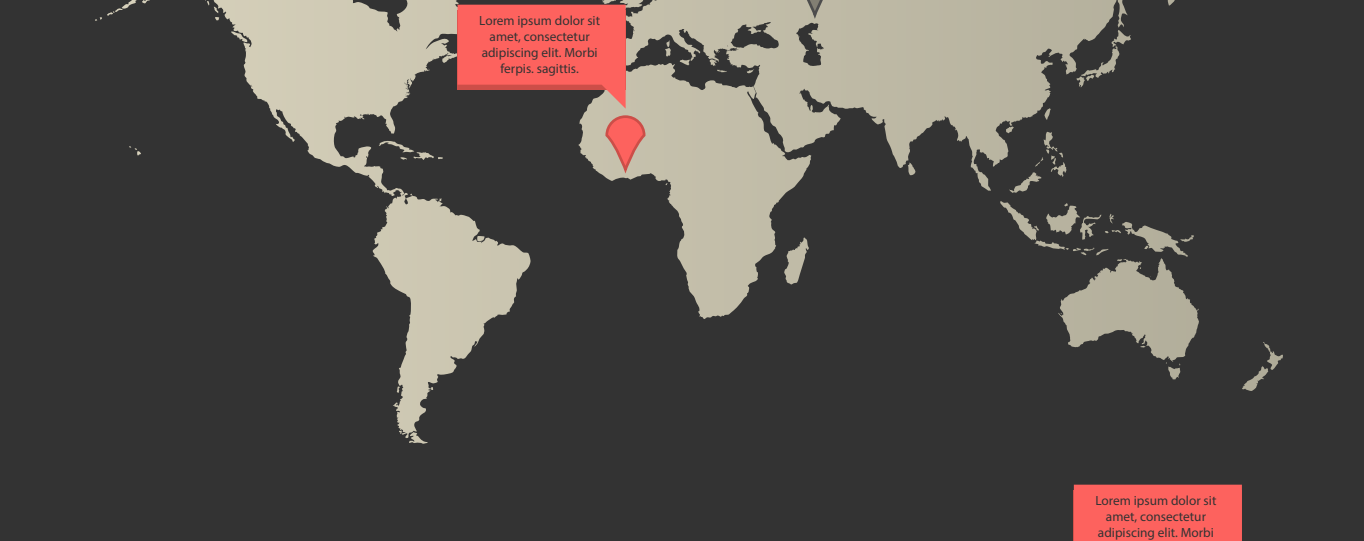 Lorem ipsum dolor sit
amet, consectetur
adipiscing elit. Morbi
ferpis. sagittis.
Lorem ipsum dolor sit
amet, consectetur
adipiscing elit. Morbi